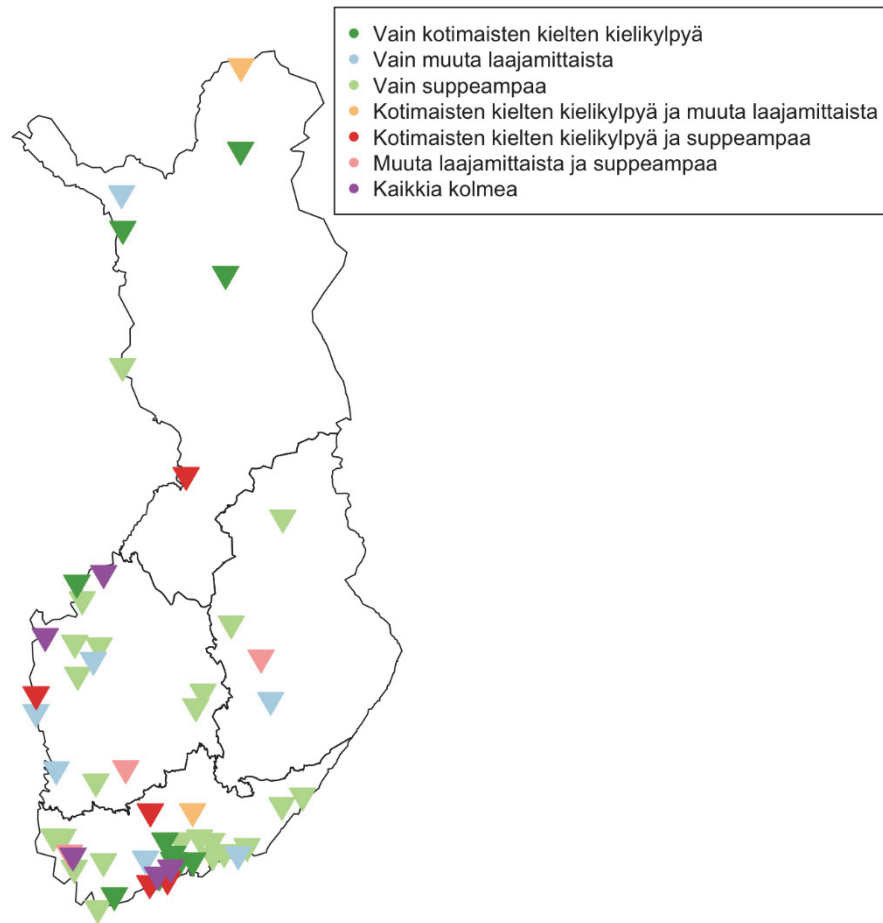 Vain kotimaisten kielten kielikylpyä
Vain muuta laajamittaista
Vain suppeampaa
Kotimaisten kielten kielikylpyä ja muuta laajamittaista
Kotimaisten kielten kielikylpyä ja suppeampaa
Muuta laajamittaista ja suppeampaa
Kaikkia kolmea